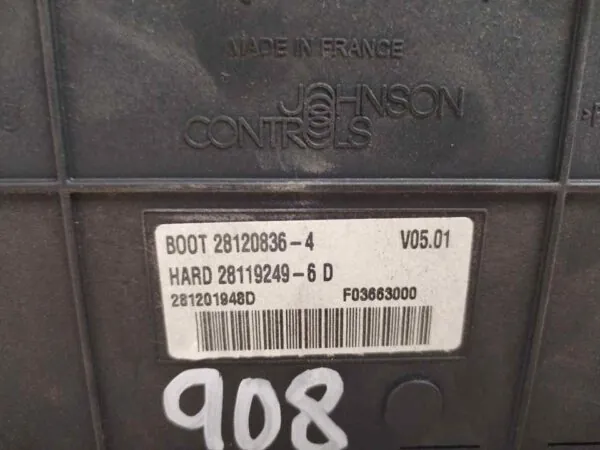 MADE IN FRANCE
JOHNSON
CONTROLS
BOOT 28120836-4 V05.01
HARD 28119249-6 D
281201948D F03663000
908